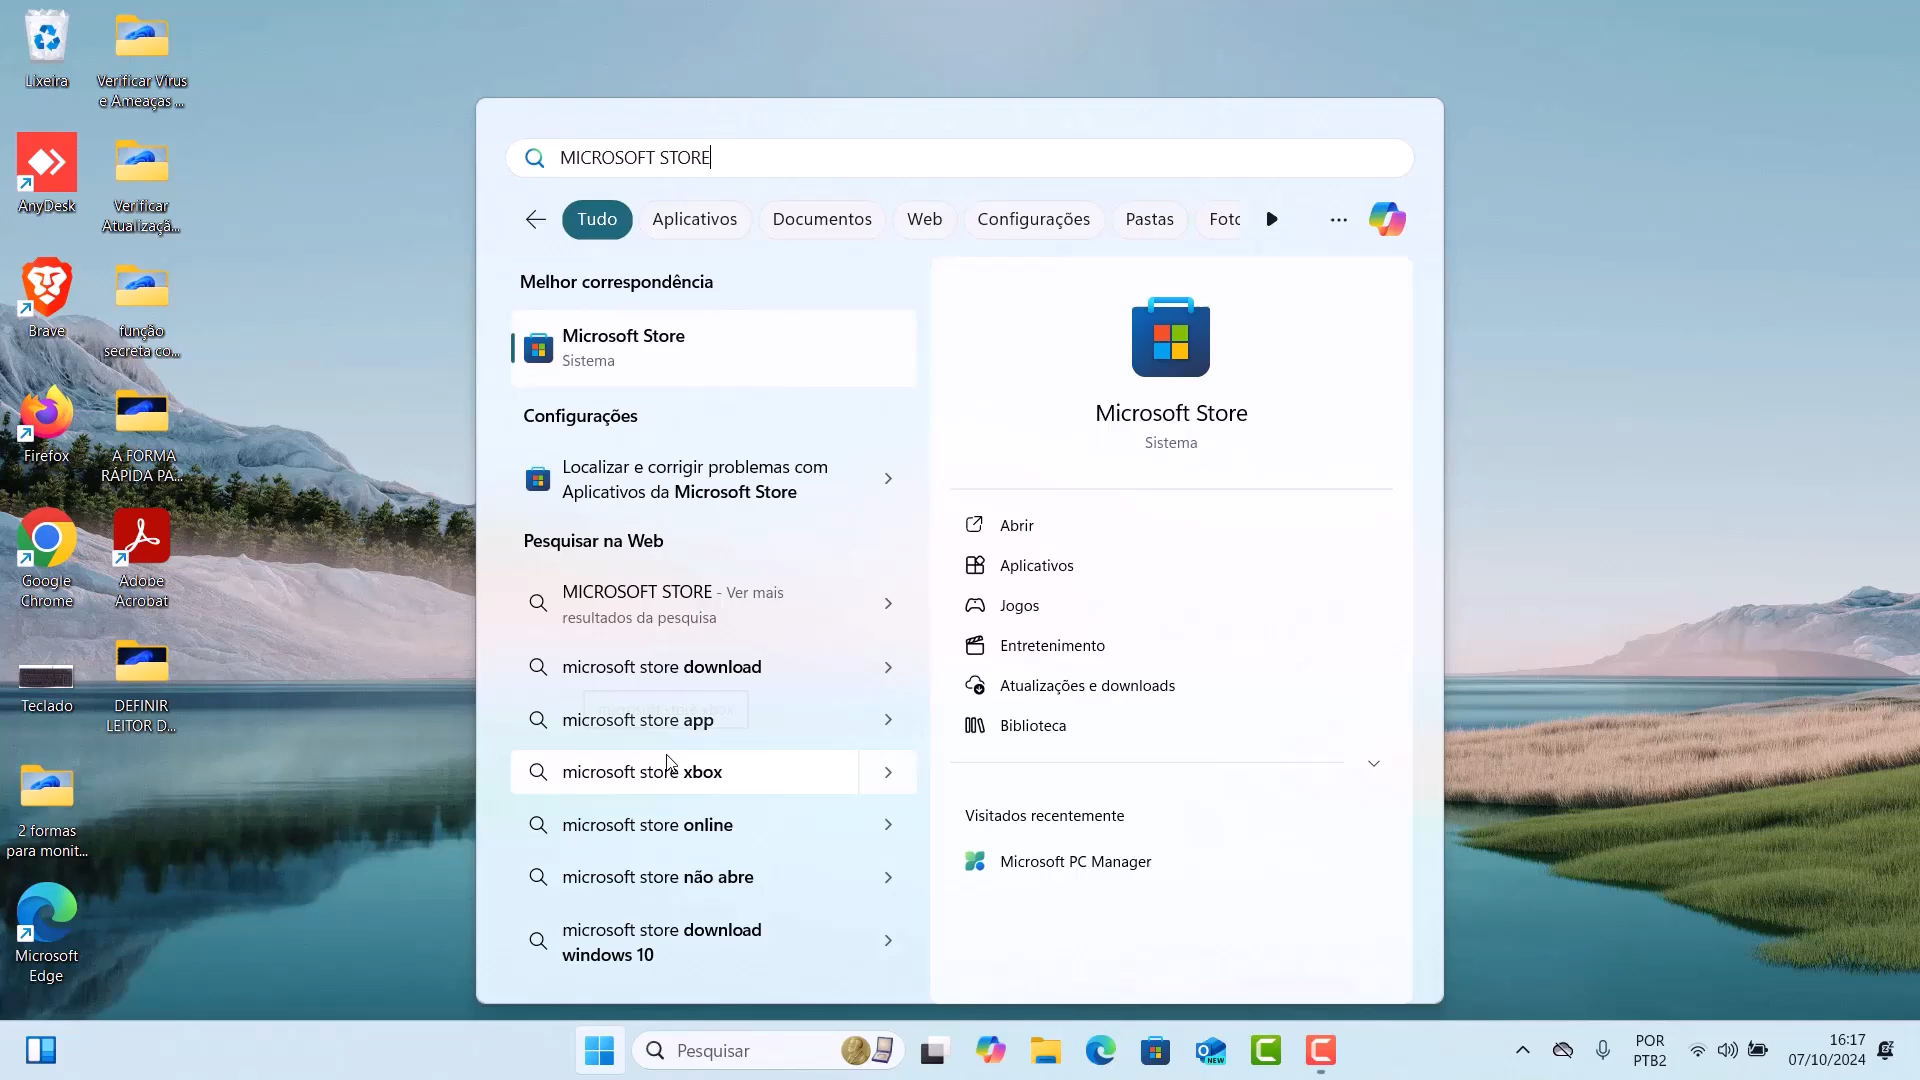 Lixeira
Verificar Vírus
e Ameaças ...
AnyDesk
Verificar
Atualizaçã...
Brave
função
secreta co...
Firefox
A FORMA
RÁPIDA PA...
Google
Chrome
Adobe
Acrobat
Teclado
DEFINIR
LEITOR D...
2 formas
para monit...
Microsoft
Edge
MICROSOFT STORE
Tudo
Aplicativos
Documentos
Web
Configurações
Pastas
Foto
Melhor correspondência
Microsoft Store
Sistema
Configurações
Localizar e corrigir problemas com
Aplicativos da Microsoft Store
Pesquisar na Web
MICROSOFT STORE - Ver mais
resultados da pesquisa
microsoft store download
microsoft store app
microsoft store xbox
microsoft store online
microsoft store não abre
microsoft store download
windows 10
Microsoft Store
Sistema
Abrir
Aplicativos
Jogos
Entretenimento
Atualizações e downloads
Biblioteca
Visitados recentemente
Microsoft PC Manager
Pesquisar
NEW
POR
PTB2
16:17
07/10/2024